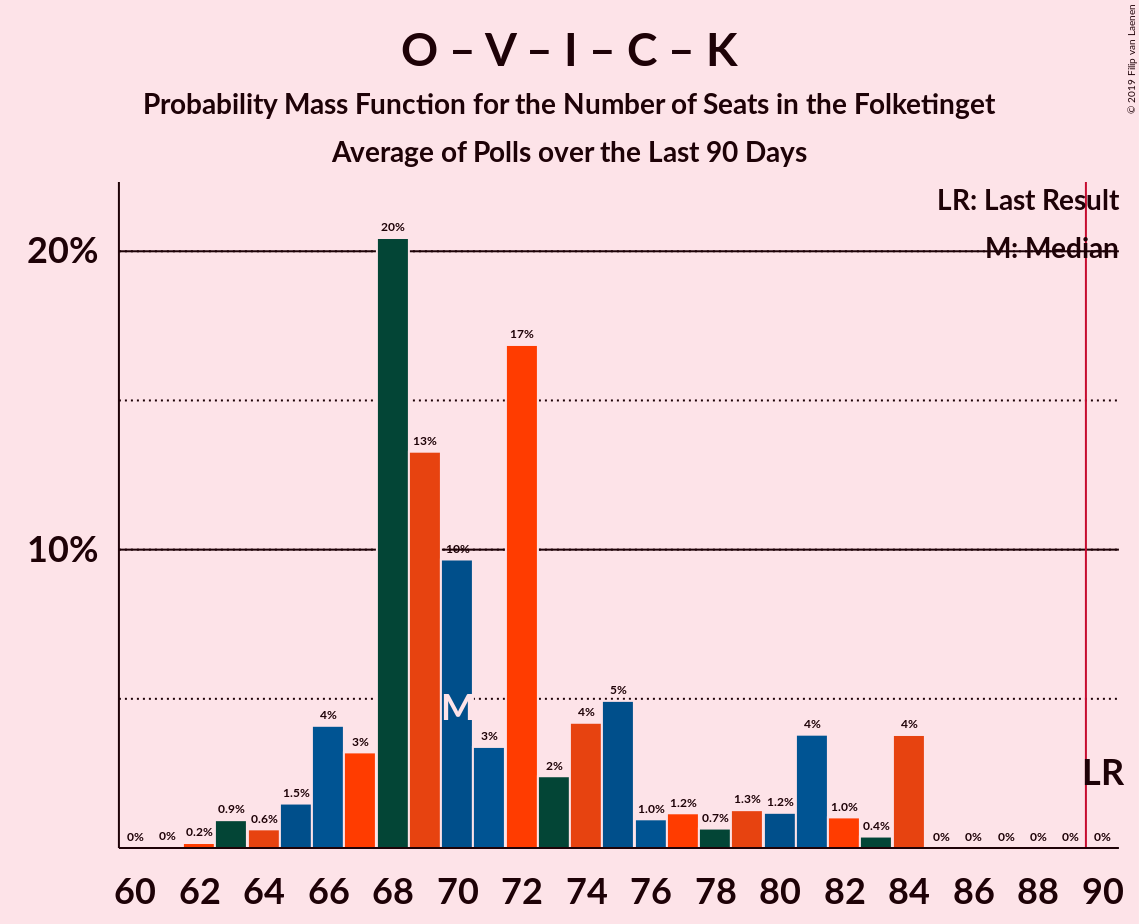 O – V – I – C – K
Probability Mass Function for the Number of Seats in the Folketinget
Average of Polls over the Last 90 Days
© 2019 Filip van Laenen
LR: Last Result
M: Median
20%
10%
0% 0% 0.2% 0.9% 0.6% 1.5% 4% 3% 20% 13% 10% 3% 17% 2% 4% 5% 1.0% 1.2% 0.7% 1.3% 1.2% 4% 1.0% 0.4% 4% 0% 0% 0% 0% 0% 0%
M
LR
60 62 64 66 68 70 72 74 76 78 80 82 84 86 88 90